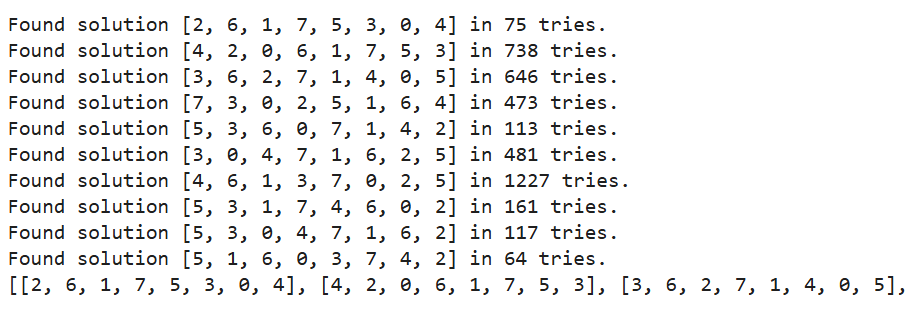 Found solution [2, 6, 1, 7, 5, 3, 0, 4] in 75 tries.
Found solution [4, 2, 0, 6, 1, 7, 5, 3] in 738 tries.
Found solution [3, 6, 2, 7, 1, 4, 0, 5] in 646 tries.
Found solution [7, 3, 0, 2, 5, 1, 6, 4] in 473 tries.
Found solution [5, 3, 6, 0, 7, 1, 4, 2] in 113 tries.
Found solution [3, 0, 4, 7, 1, 6, 2, 5] in 481 tries.
Found solution [4, 6, 1, 3, 7, 0, 2, 5] in 1227 tries.
Found solution [5, 3, 1, 7, 4, 6, 0, 2] in 161 tries.
Found solution [5, 3, 0, 4, 7, 1, 6, 2] in 117 tries.
Found solution [5, 1, 6, 0, 3, 7, 4, 2] in 64 tries.
[[2, 6, 1, 7, 5, 3, 0, 4], [4, 2, 0, 6, 1, 7, 5, 3], [3, 6, 2, 7, 1, 4, 0, 5],